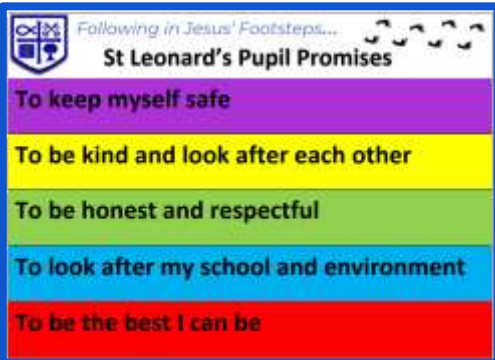 Following in Jesus' Footsteps...
St Leonard's Pupil Promises
To keep myself safe
To be kind and look after each other
To be honest and respectful
To look after my school and environment
To be the best I can be